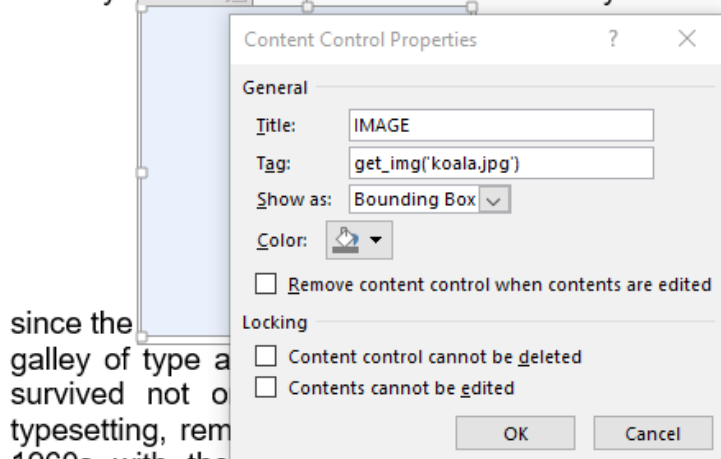 Content Control Properties ? ×
General
Title: IMAGE
Tag: get_img('koala.jpg')
Show as: Bounding Box
Color:
Remove content control when contents are edited
since the
Locking
galley of type a
Content control cannot be deleted
survived not o
Contents cannot be edited
typesetting, rem
OK Cancel